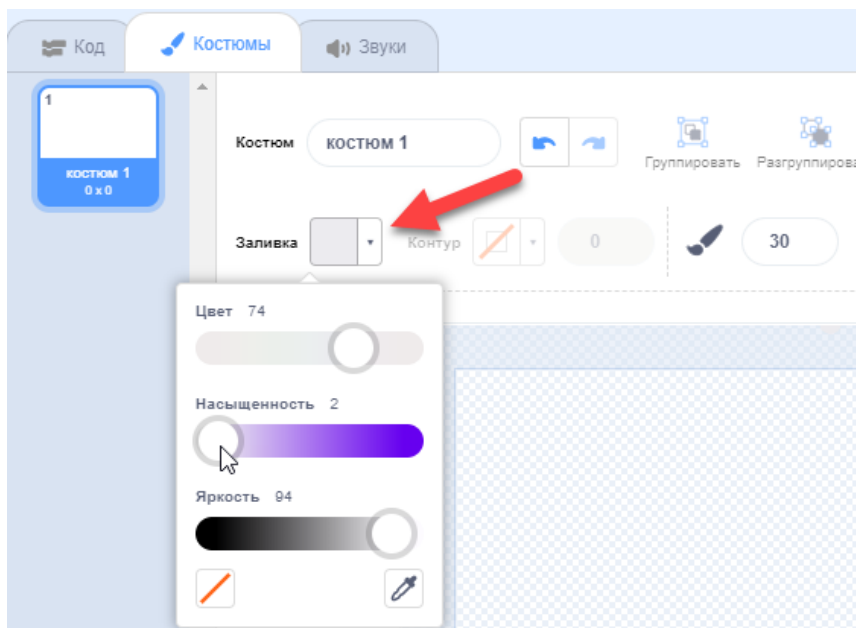 Код Костюмы Звуки
1
костюм 1
0 x 0
Костюм костюм 1
Группировать Разгруппирова
Заливка Контур 0 30
Цвет 74
Насыщенность 2
Яркость 94